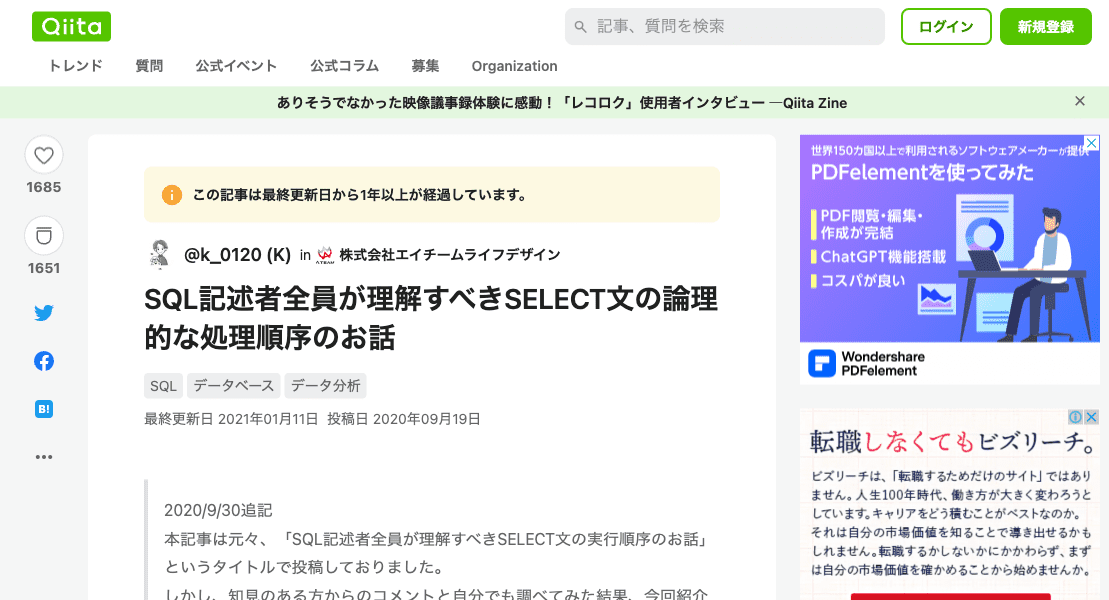 Qiita
記事、質問を検索
ログイン
新規登録
トレンド
質問
公式イベント
公式コラム
募集
Organization
ありそうでなかった映像議事録体験に感動！「レコロク」使用者インタビュー ―Qiita Zine
1685
1651
B!
この記事は最終更新日から1年以上が経過しています。
@k_0120 (K) in 株式会社エイチームライフデザイン
SQL記述者全員が理解すべきSELECT文の論理
的な処理順序のお話
SQL
データベース
データ分析
最終更新日 2021年01月11日 投稿日 2020年09月19日
2020/9/30追記
本記事は元々、「SQL記述者全員が理解すべきSELECT文の実行順序のお話」
というタイトルで投稿しておりました。
しかし、知見のある方からのコメントと自分でも調べてみた結果、今回紹介
世界150カ国以上で利用されるソフトウェアメーカーが提供
PDFelementを使ってみた
PDF閲覧・編集・
作成が完結
ChatGPT機能搭載
コスパが良い
Wondershare
PDFelement
転職しなくてもビズリーチ。
ビズリーチは、「転職するためだけのサイト」ではあり
ません。人生100年時代、働き方が大きく変わろうと
しています。キャリアをどう積むことがベストなのか。
それは自分の市場価値を知ることで導き出せるかも
しれません。転職するかしないかにかかわらず、まず
は自分の市場価値を確かめることから始めませんか。